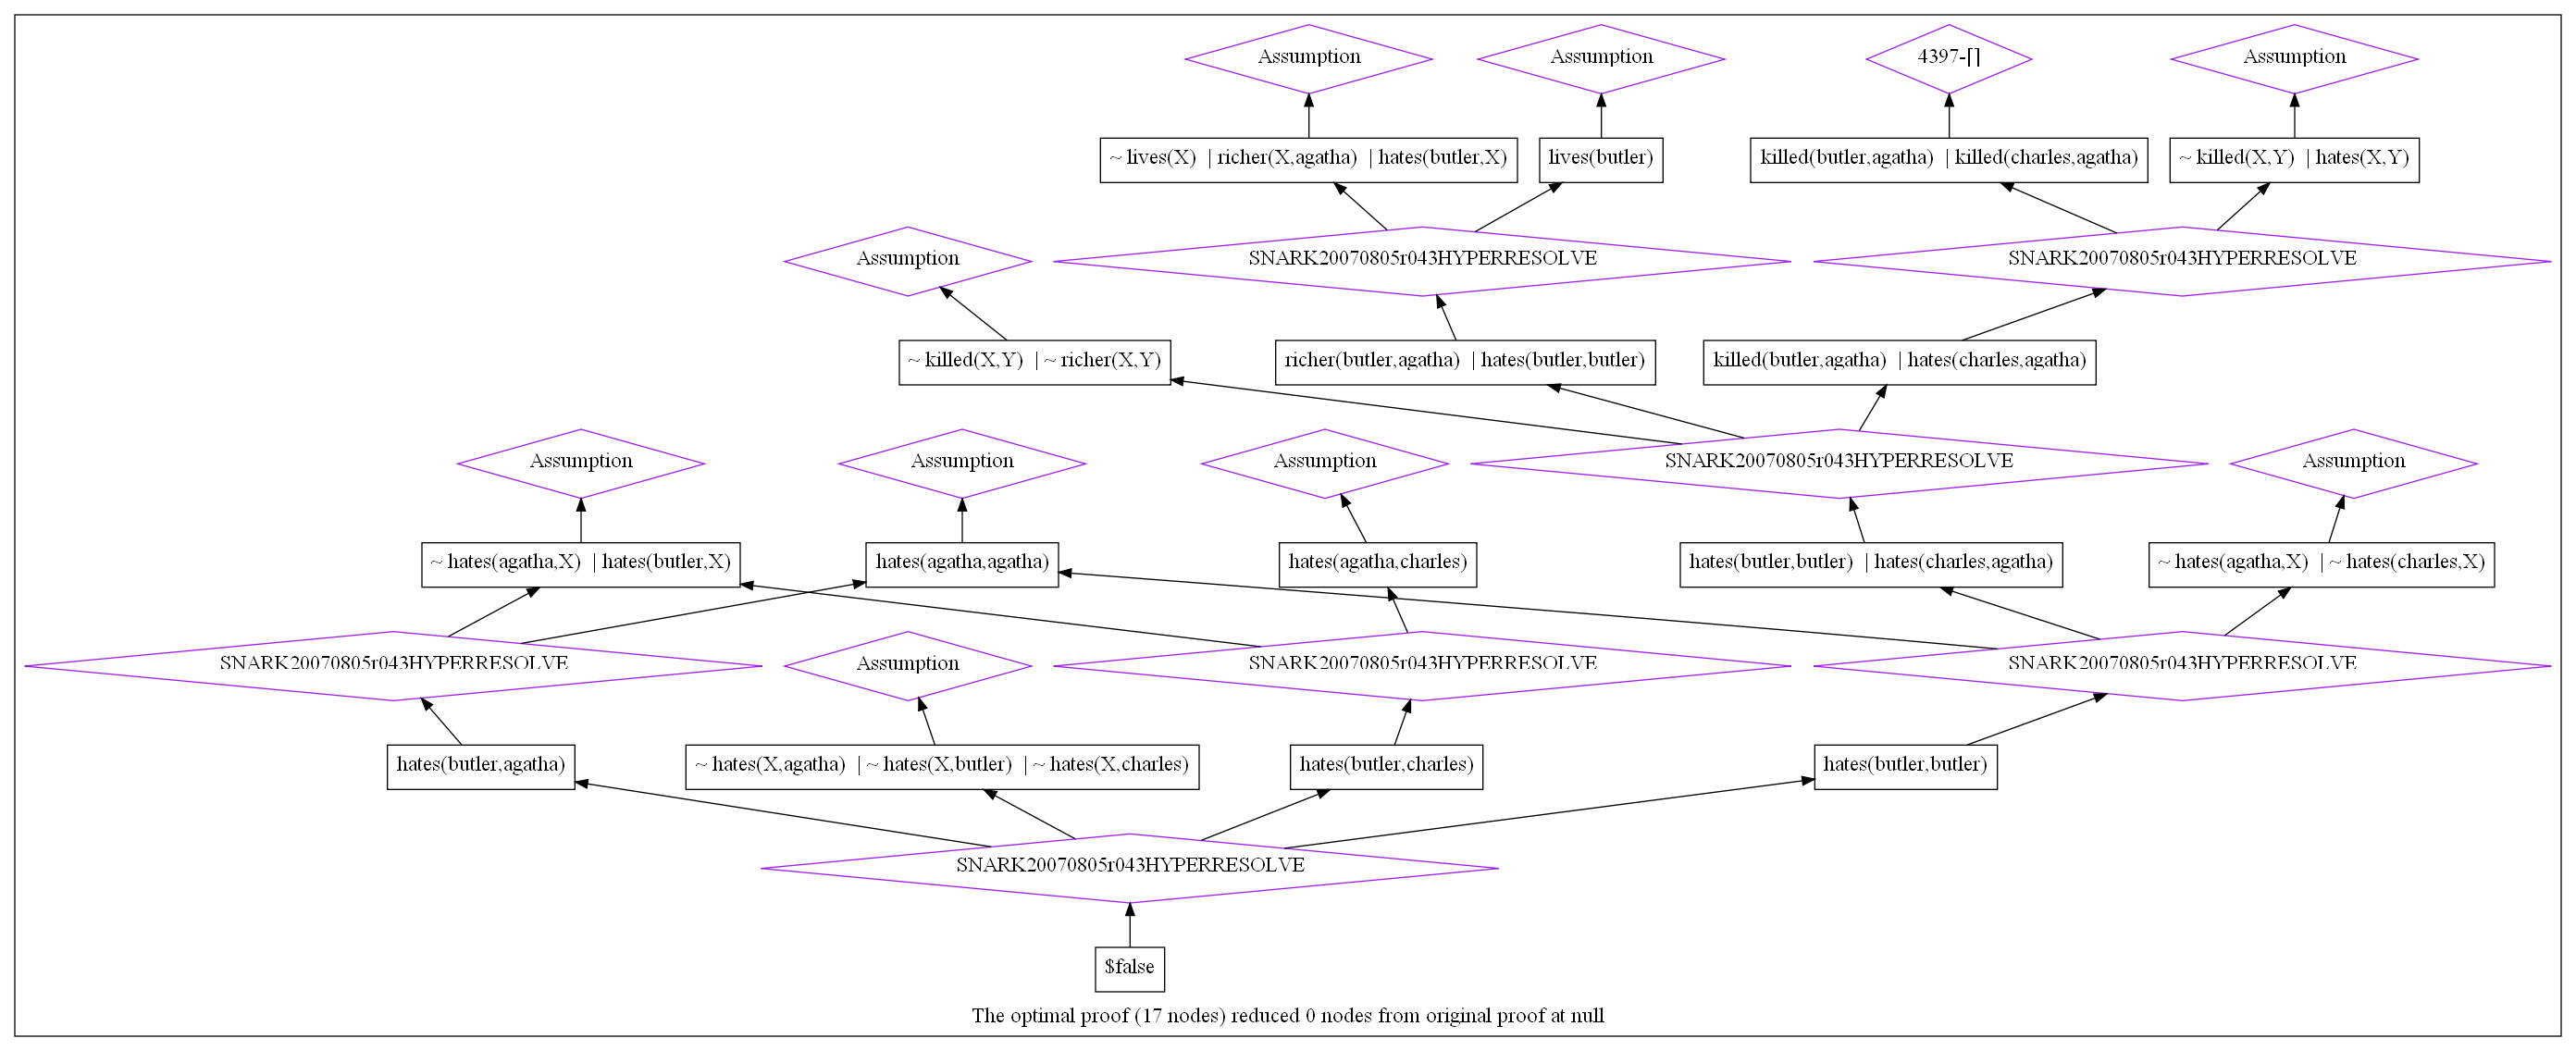 Assumption
Assumption
4397-[]
Assumption
~ lives(X) | richer(X,agatha) | hates(butler,X)
lives(butler)
killed(butler,agatha) | killed(charles,agatha)
~ killed(X,Y) | hates(X,Y)
Assumption
SNARK20070805r043HYPERRESOLVE
SNARK20070805r043HYPERRESOLVE
~ killed(X,Y) | ~ richer(X,Y)
richer(butler,agatha) | hates(butler,butler)
killed(butler,agatha) | hates(charles,agatha)
Assumption
Assumption
Assumption
SNARK20070805r043HYPERRESOLVE
Assumption
~ hates(agatha,X) | hates(butler,X)
hates(agatha,agatha)
hates(agatha,charles)
hates(butler,butler) | hates(charles,agatha)
~ hates(agatha,X) | ~ hates(charles,X)
SNARK20070805r043HYPERRESOLVE
Assumption
SNARK20070805r043HYPERRESOLVE
SNARK20070805r043HYPERRESOLVE
hates(butler,agatha)
~ hates(X,agatha) | ~ hates(X,butler) | ~ hates(X,charles)
hates(butler,charles)
hates(butler,butler)
SNARK20070805r043HYPERRESOLVE
$false
The optimal proof (17 nodes) reduced 0 nodes from original proof at null